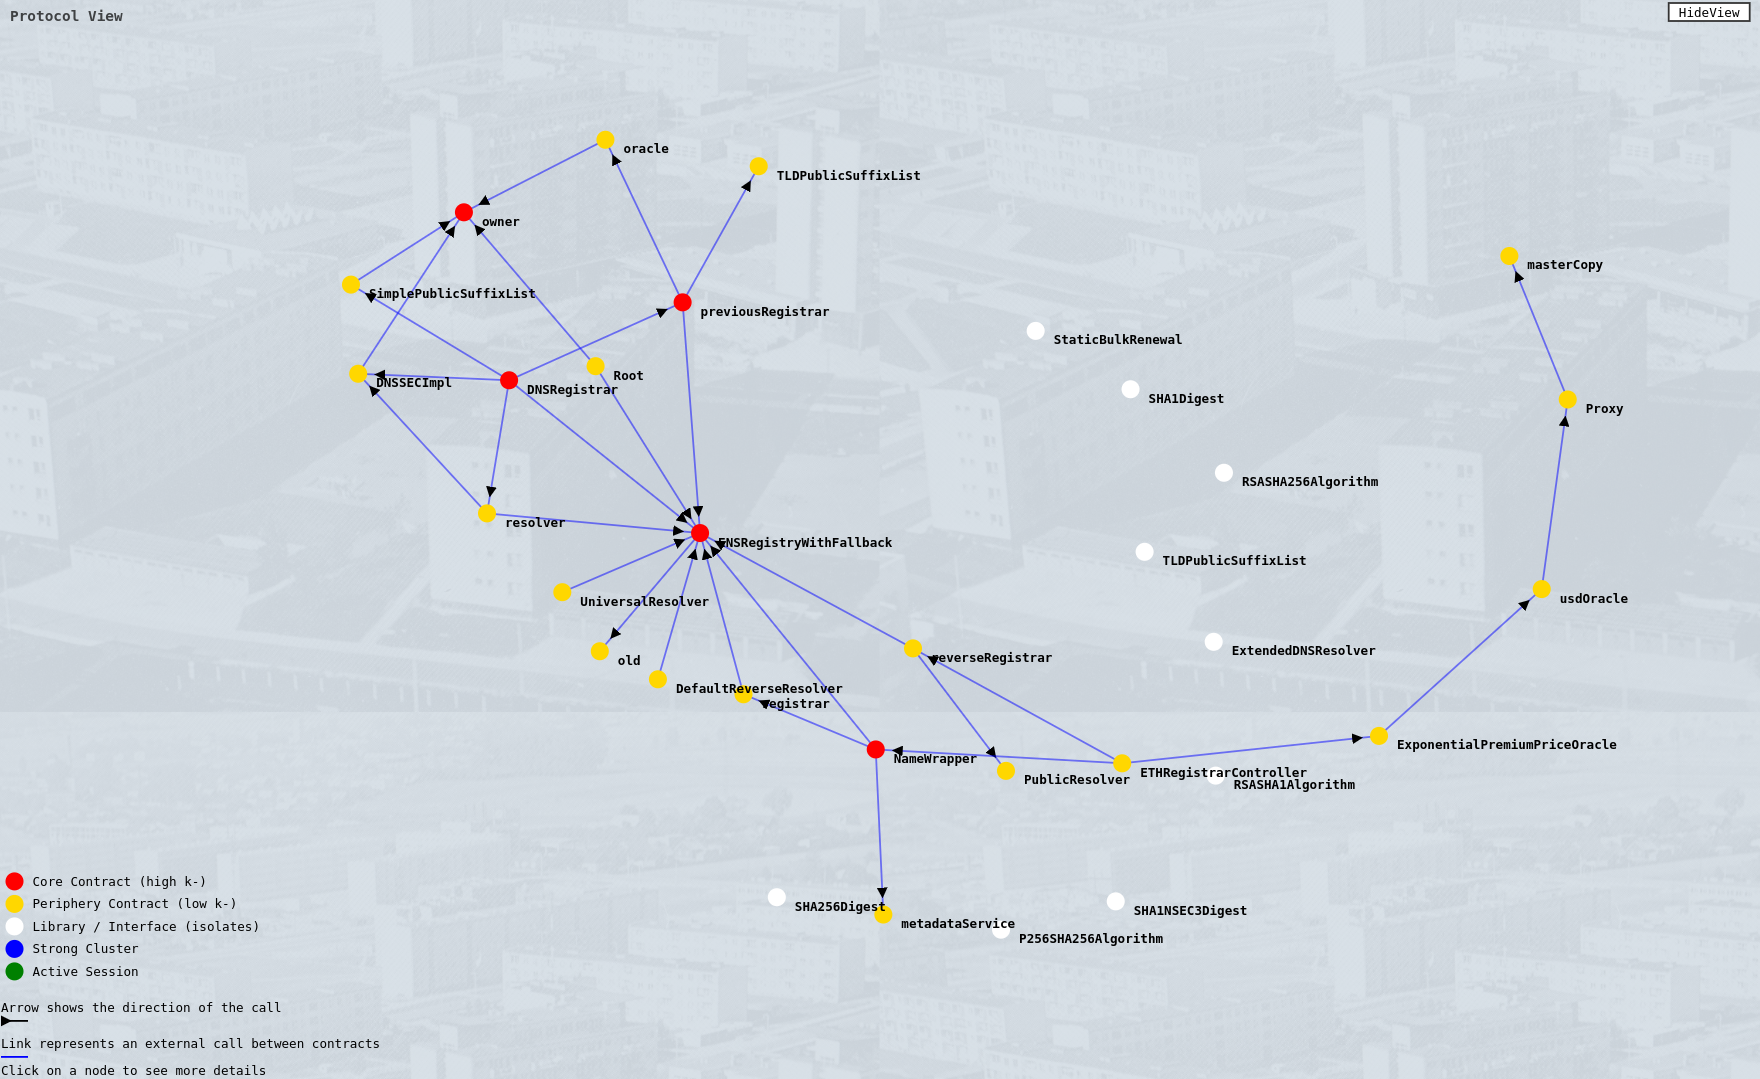 Protocol View
HideView
oracle
TLDPublicSuffixList
owner
masterCopy
SimplePublicSuffixList
previousRegistrar
StaticBulkRenewal
Root
DNSSECImpl
DNSRegistrar
SHA1Digest
Proxy
RSASHA256Algorithm
resolver
ENSRegistryWithFallback
TLDPublicSuffixList
UniversalResolver
usdOracle
ExtendedDNSResolver
old
reverseRegistrar
DefaultReverseResolver
registrar
ExponentialPremiumPriceOracle
NameWrapper
ETHRegistrarController
PublicResolver
RSASHA1Algorithm
SHA256Digest
SHA1NSEC3Digest
metadataService
P256SHA256Algorithm
Core Contract (high k-)
Periphery Contract (low k-)
Library / Interface (isolates)
Strong Cluster
Active Session
Arrow shows the direction of the call
Link represents an external call between contracts
Click on a node to see more details